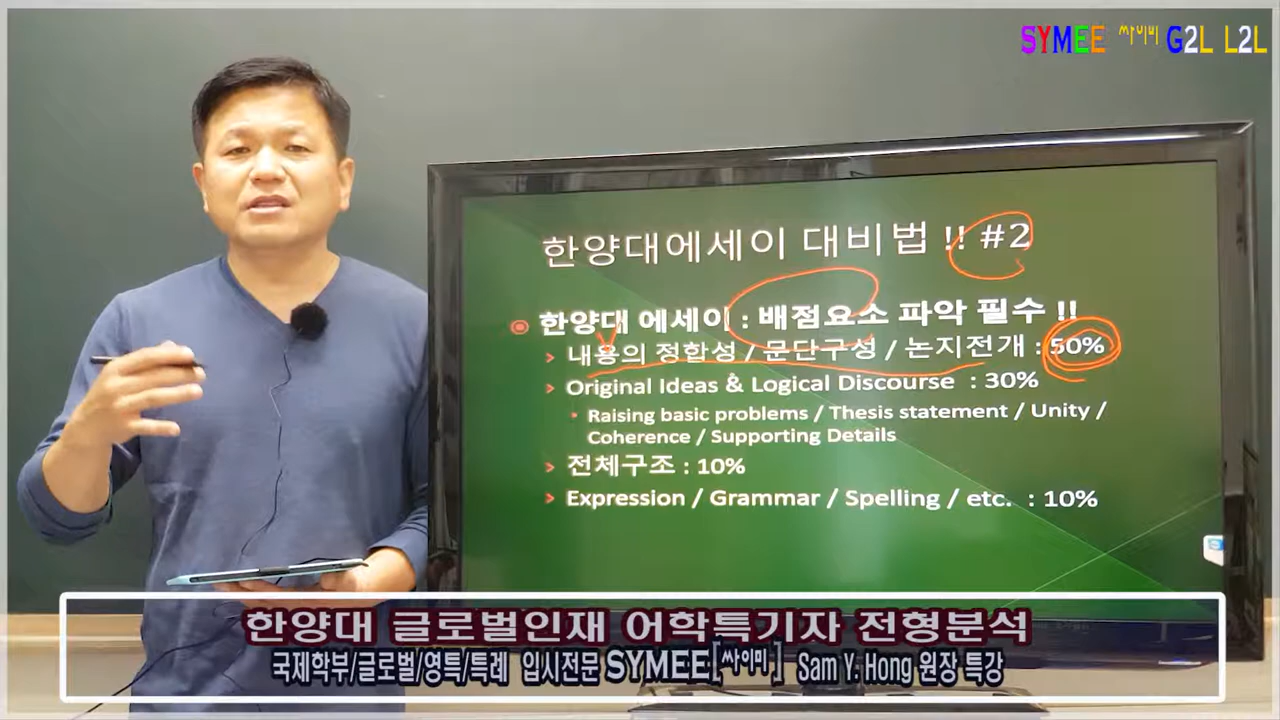 SYMEE 싸이미 G2L L2L
한양대에세이 대비법 !! #2
한양대 에세이 : 배점요소 파악 필수 !!
내용의 정합성 / 문단구성 / 논지전개 : 50%
Original Ideas & Logical Discourse : 30%
Raising basic problems / Thesis statement / Unity /
Coherence / Supporting Details
전체구조 : 10%
Expression / Grammar / Spelling / etc. : 10%
한양대 글로벌인재 어학특기자 전형분석
국제학부/글로벌/영특/특례 입시전문 SYMEE[싸이미] Sam Y. Hong 원장 특강